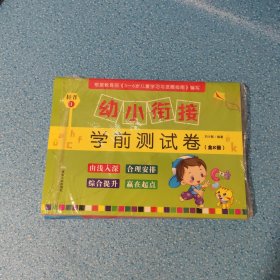 根据教育部《3-6岁儿童学习与发展指南》编写
幼小衔接
学前测试卷
由浅入深
合理安排
综合提升
赢在起点